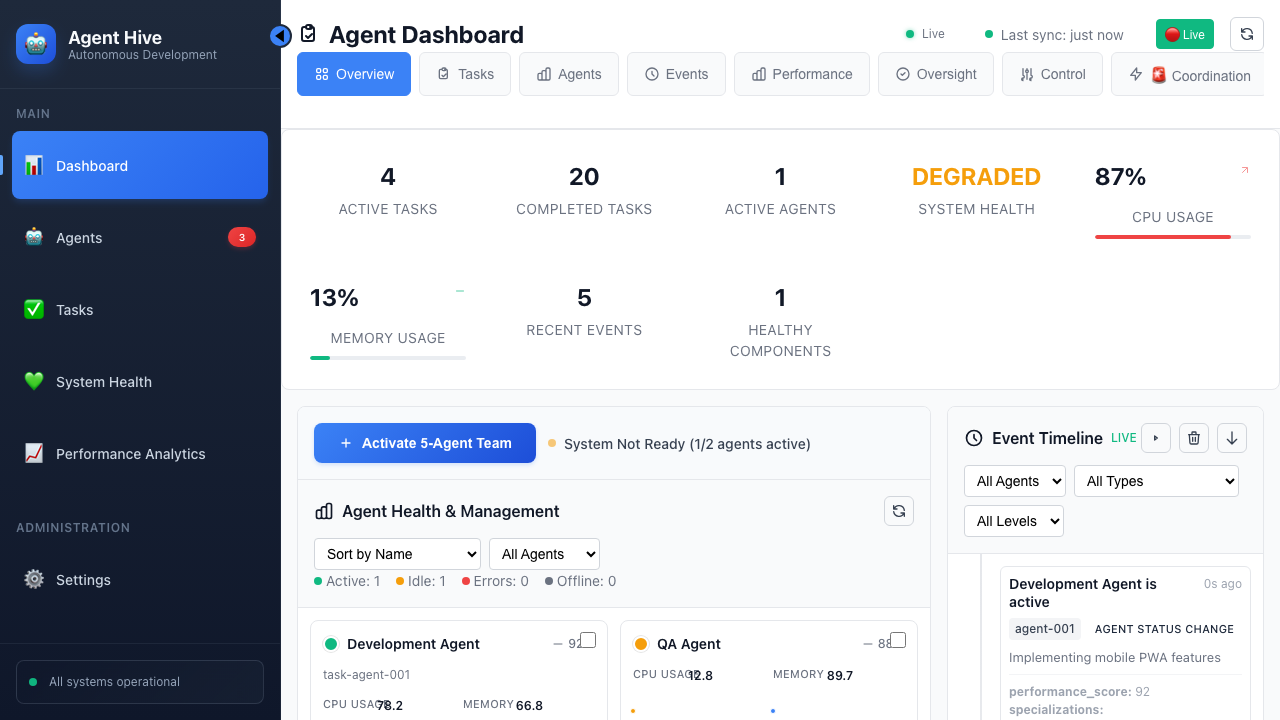 Agent Hive
Autonomous Development
MAIN
Dashboard
Agents
3
Tasks
System Health
Performance Analytics
ADMINISTRATION
Settings
All systems operational
Agent Dashboard
Live
Last sync: just now
Live
Overview
Tasks
Agents
Events
Performance
Oversight
Control
Coordination
4
ACTIVE TASKS
20
COMPLETED TASKS
1
ACTIVE AGENTS
DEGRADED
SYSTEM HEALTH
87%
CPU USAGE
13%
MEMORY USAGE
5
RECENT EVENTS
1
HEALTHY
COMPONENTS
Activate 5-Agent Team
System Not Ready (1/2 agents active)
Agent Health & Management
Sort by Name
All Agents
Active: 1
Idle: 1
Errors: 0
Offline: 0
Development Agent
— 92
task-agent-001
CPU USAGE
78.2
MEMORY
66.8
QA Agent
— 88
CPU USAGE
12.8
MEMORY
89.7
Event Timeline
LIVE
All Agents
All Types
All Levels
Development Agent is
active
0s ago
agent-001
AGENT STATUS CHANGE
Implementing mobile PWA features
performance_score: 92
specializations: